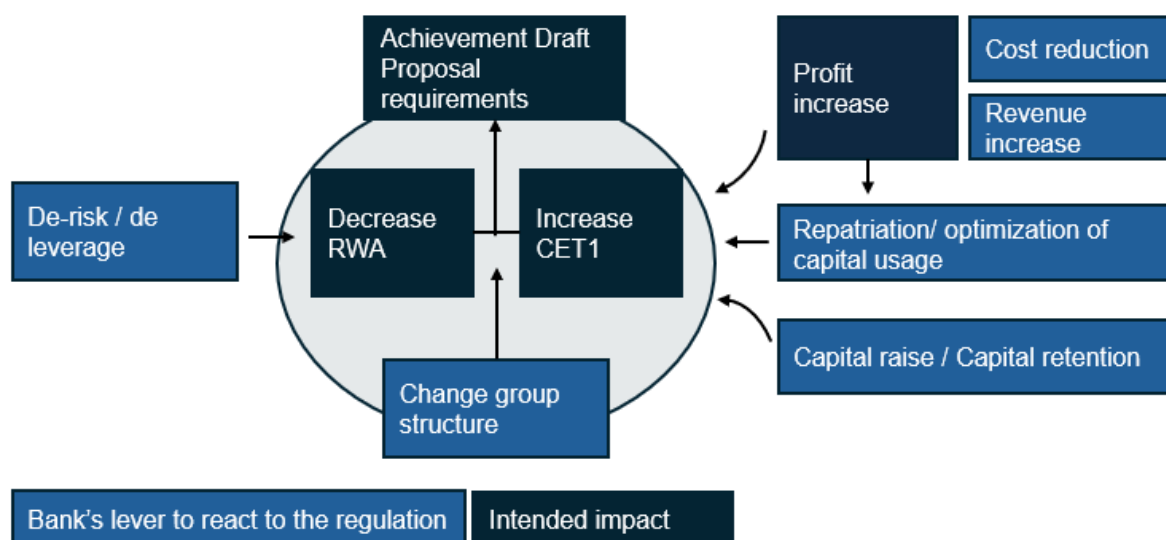 Achievement Draft
Proposal
requirements
Profit
increase
Cost reduction
Revenue
increase
De-risk / de
leverage
Decrease
RWA
Increase
CET1
Repatriation/ optimization of
capital usage
Capital raise / Capital retention
Change group
structure
Bank's lever to react to the regulation
Intended impact